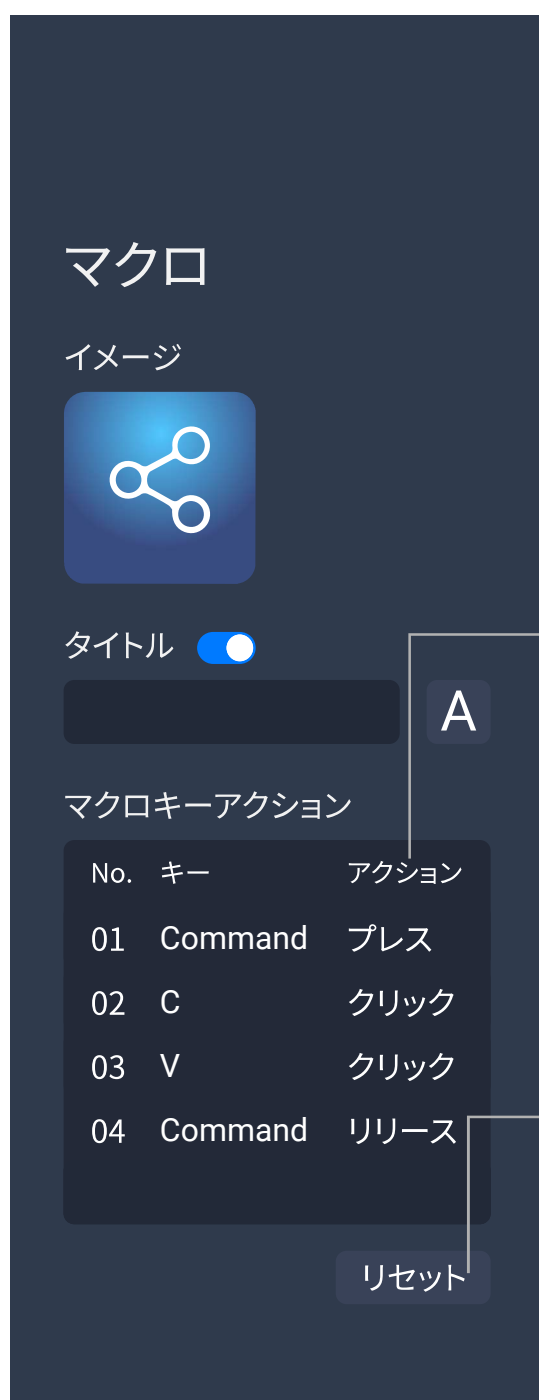 マクロ
イメージ
タイトル
A
マクロキーアクション
No. キー アクション
01 Command プレス
02 C クリック
03 V クリック
04 Command リリース
リセット